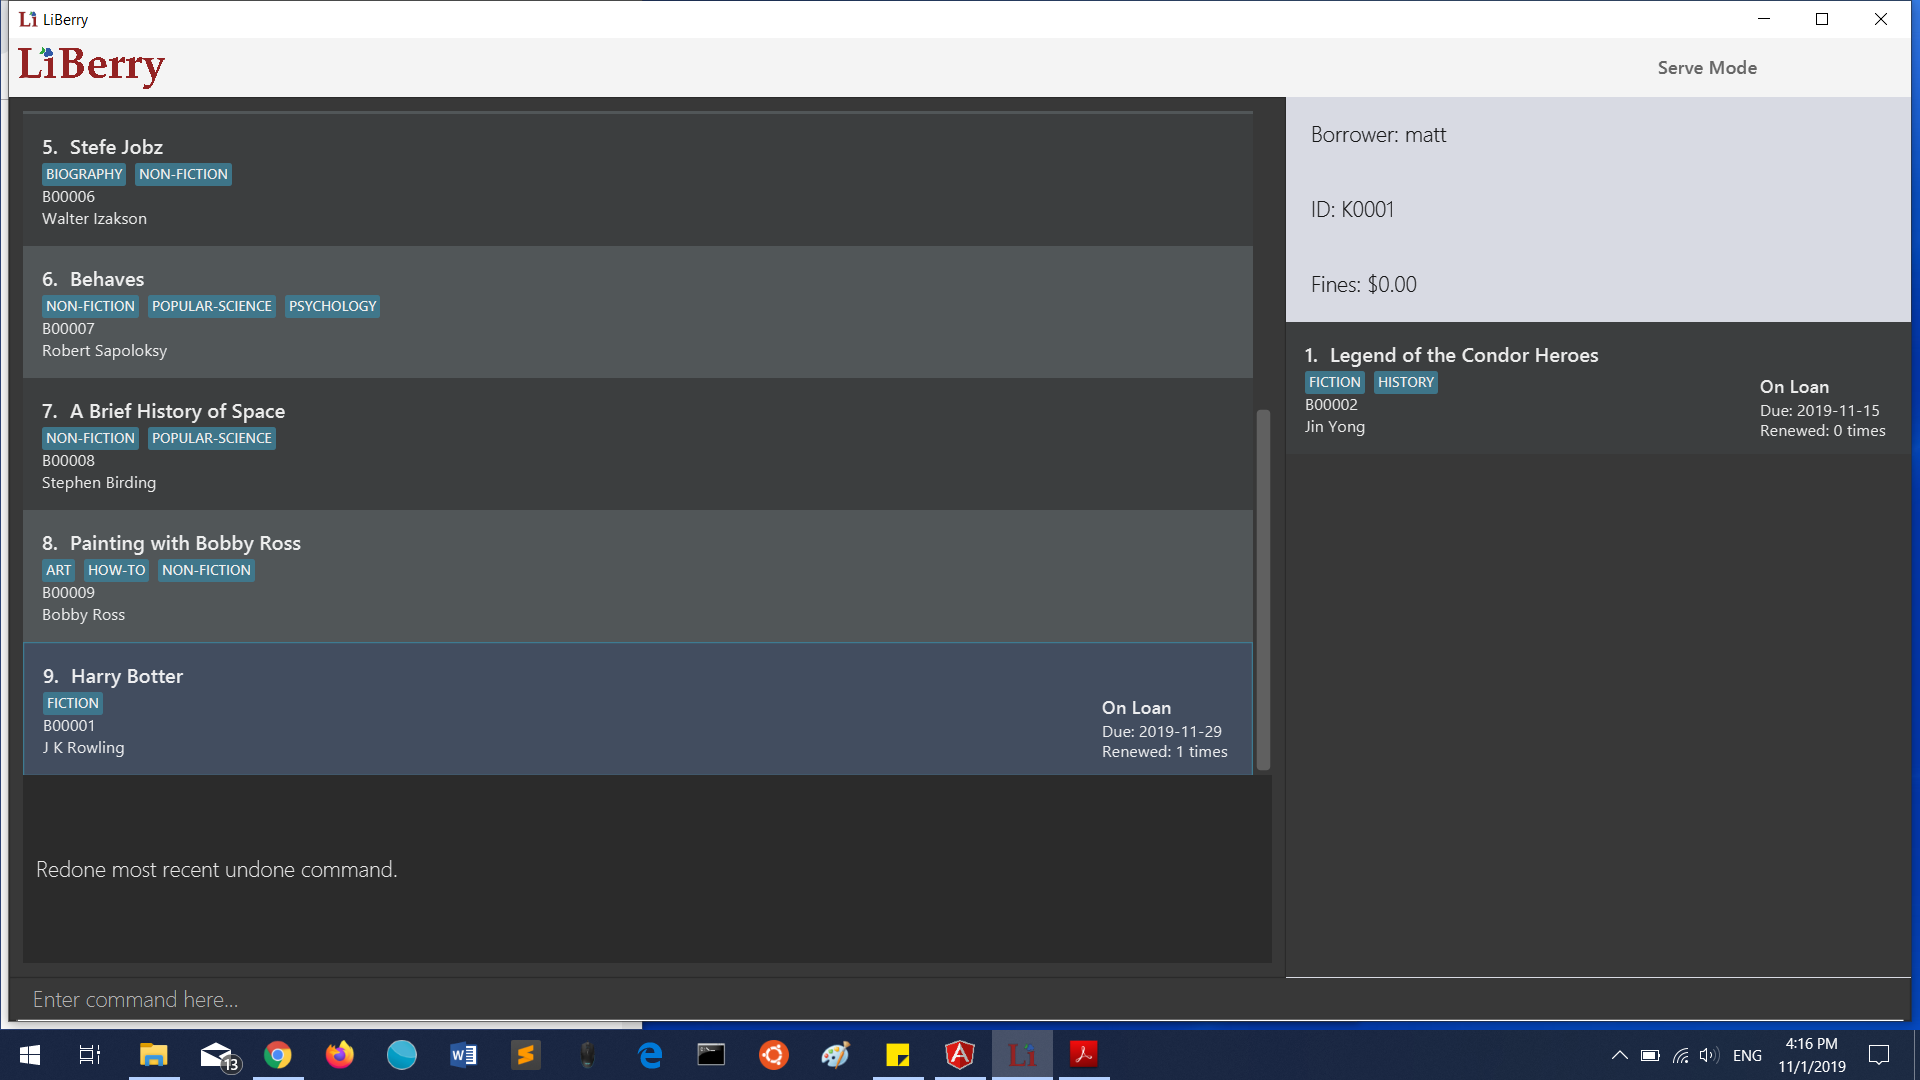 Li LiBerry
LiBerry
Serve Mode
5. Stefe Jobz
BIOGRAPHY NON-FICTION
B00006
Walter Izakson
6. Behaves
NON-FICTION POPULAR-SCIENCE PSYCHOLOGY
B00007
Robert Sapoloksy
7. A Brief History of Space
NON-FICTION POPULAR-SCIENCE
B00008
Stephen Birding
8. Painting with Bobby Ross
ART HOW-TO NON-FICTION
B00009
Bobby Ross
9. Harry Botter
FICTION
B00001
J K Rowling
On Loan
Due: 2019-11-29
Renewed: 1 times
Redone most recent undone command.
Enter command here...
Borrower: matt
ID: K0001
Fines: $0.00
1. Legend of the Condor Heroes
FICTION HISTORY
B00002
Jin Yong
On Loan
Due: 2019-11-15
Renewed: 0 times
13
Li
ENG
4:16 PM
11/1/2019